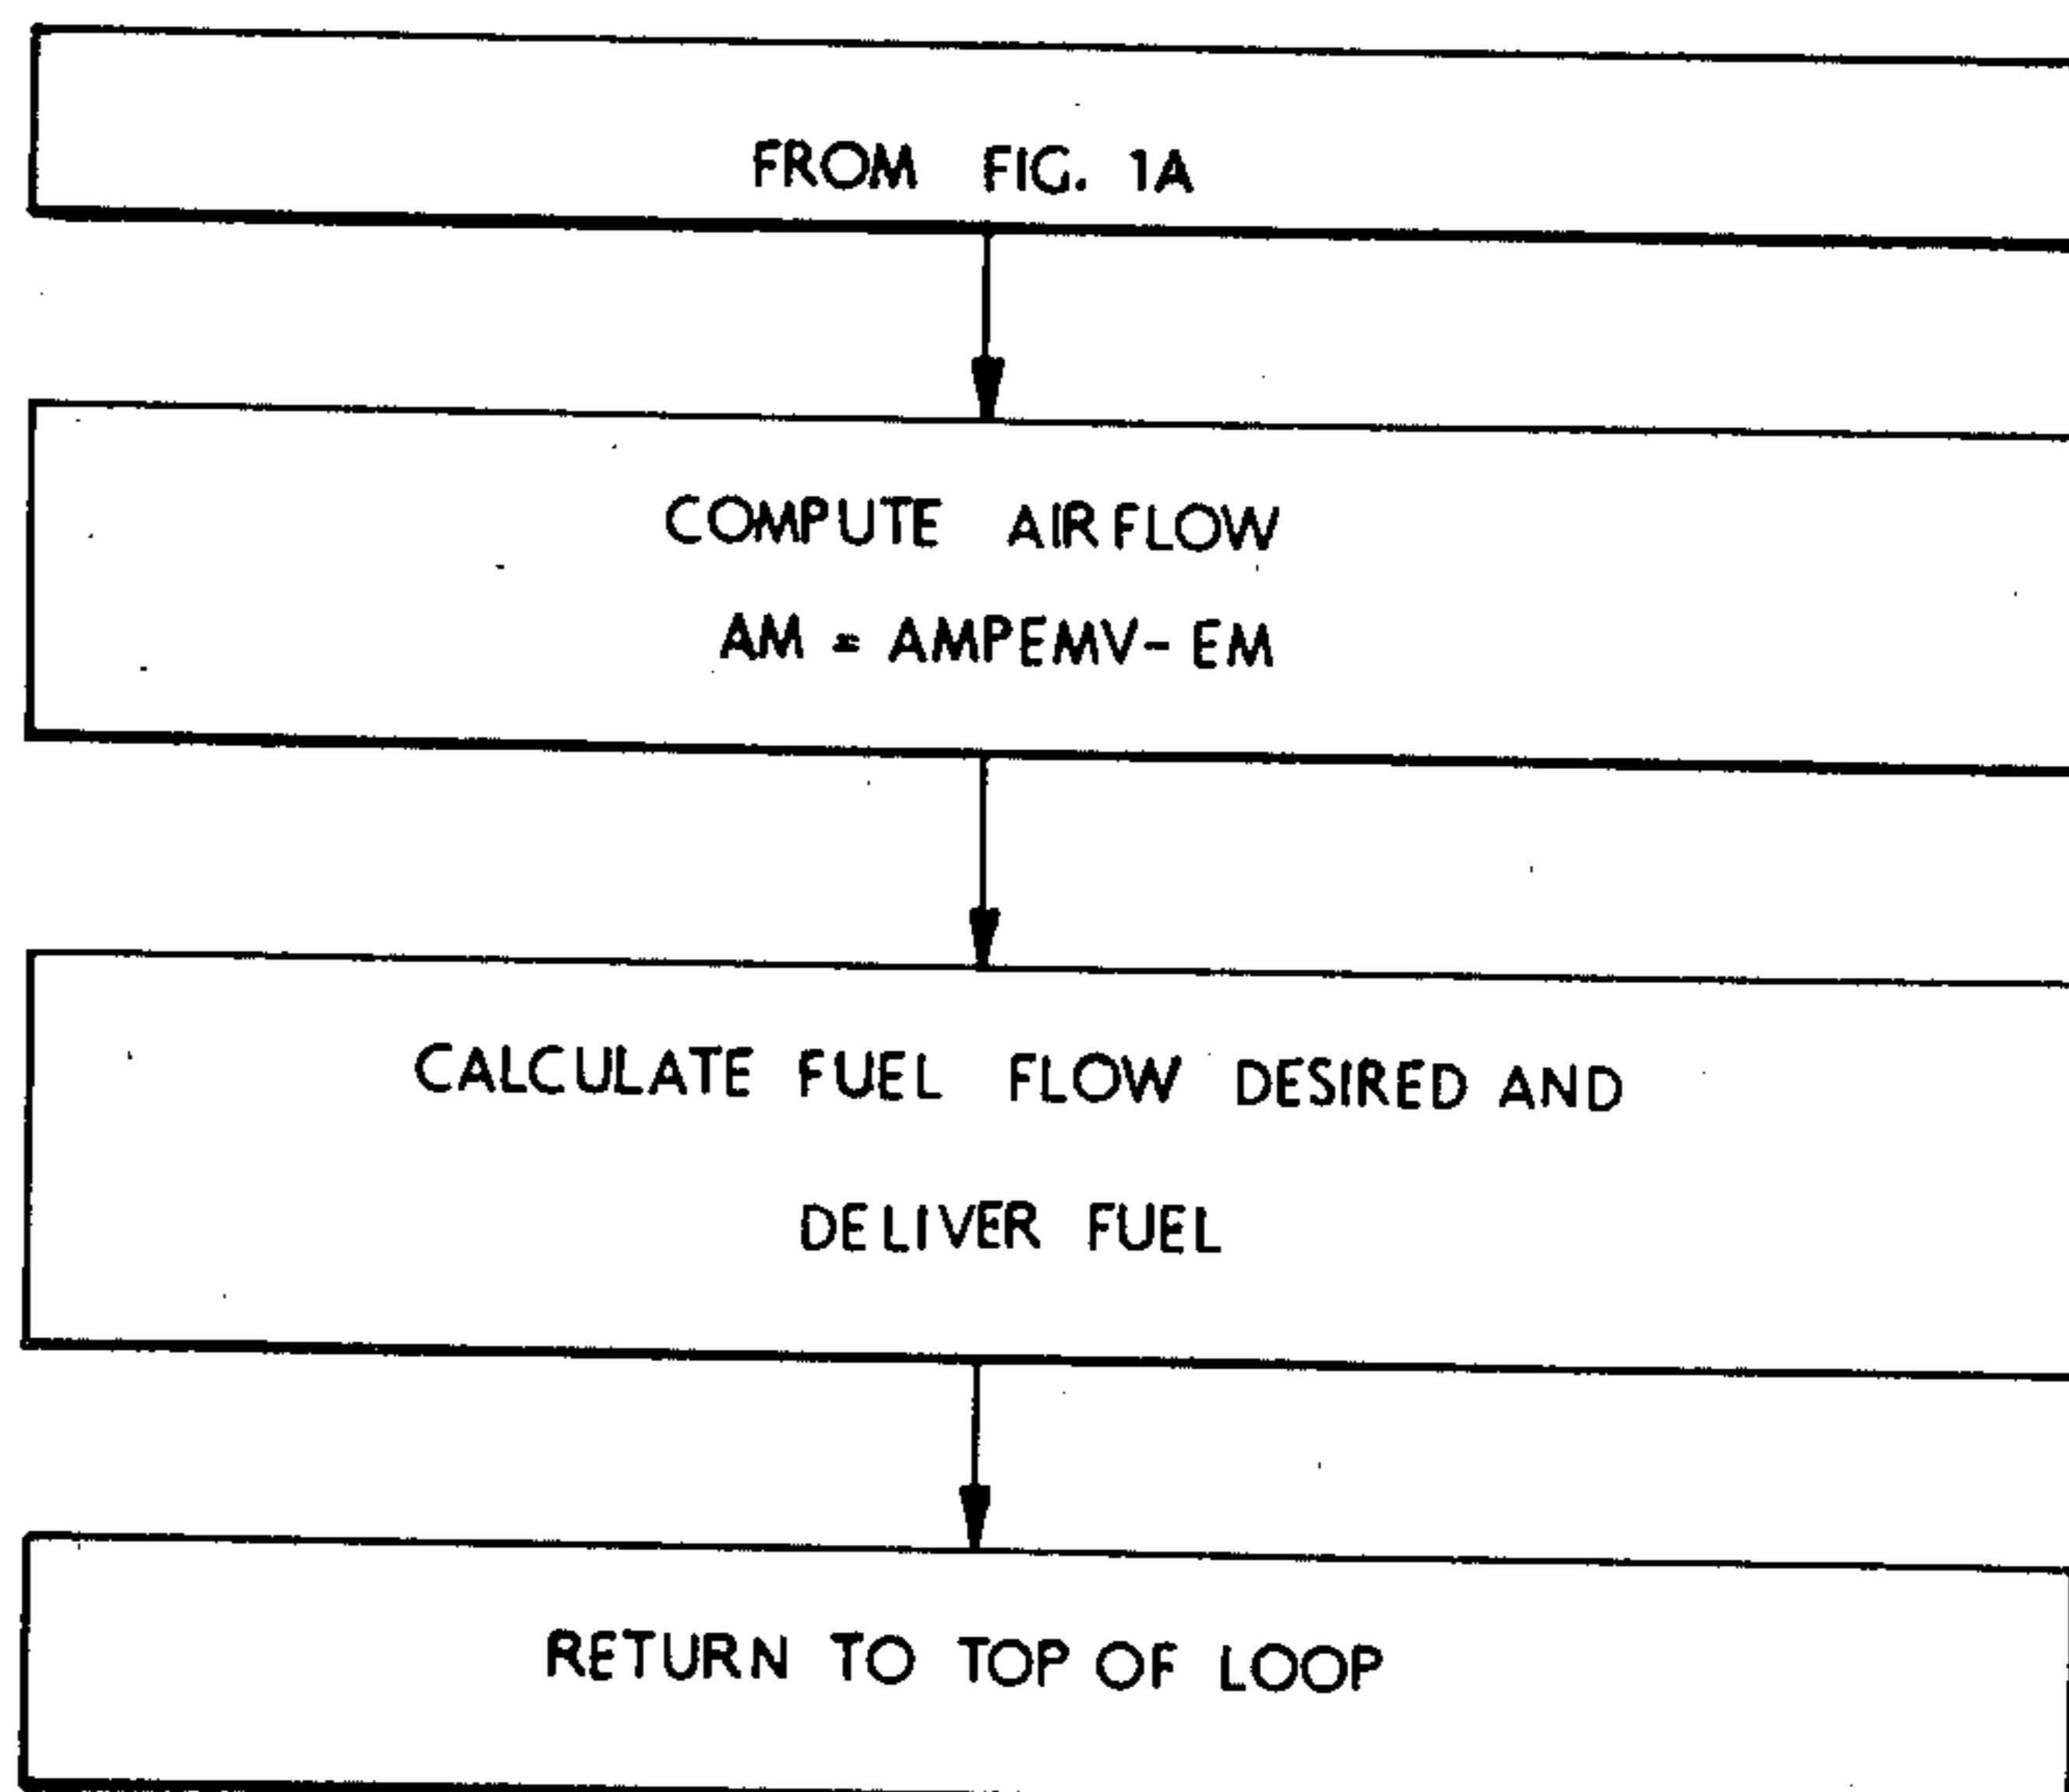 FROM FIG. 1A
COMPUTE AIRFLOW
AM = AMPEMV- EM
CALCULATE FUEL FLOW DESIRED AND
DELIVER FUEL
RETURN TO TOP OF LOOP